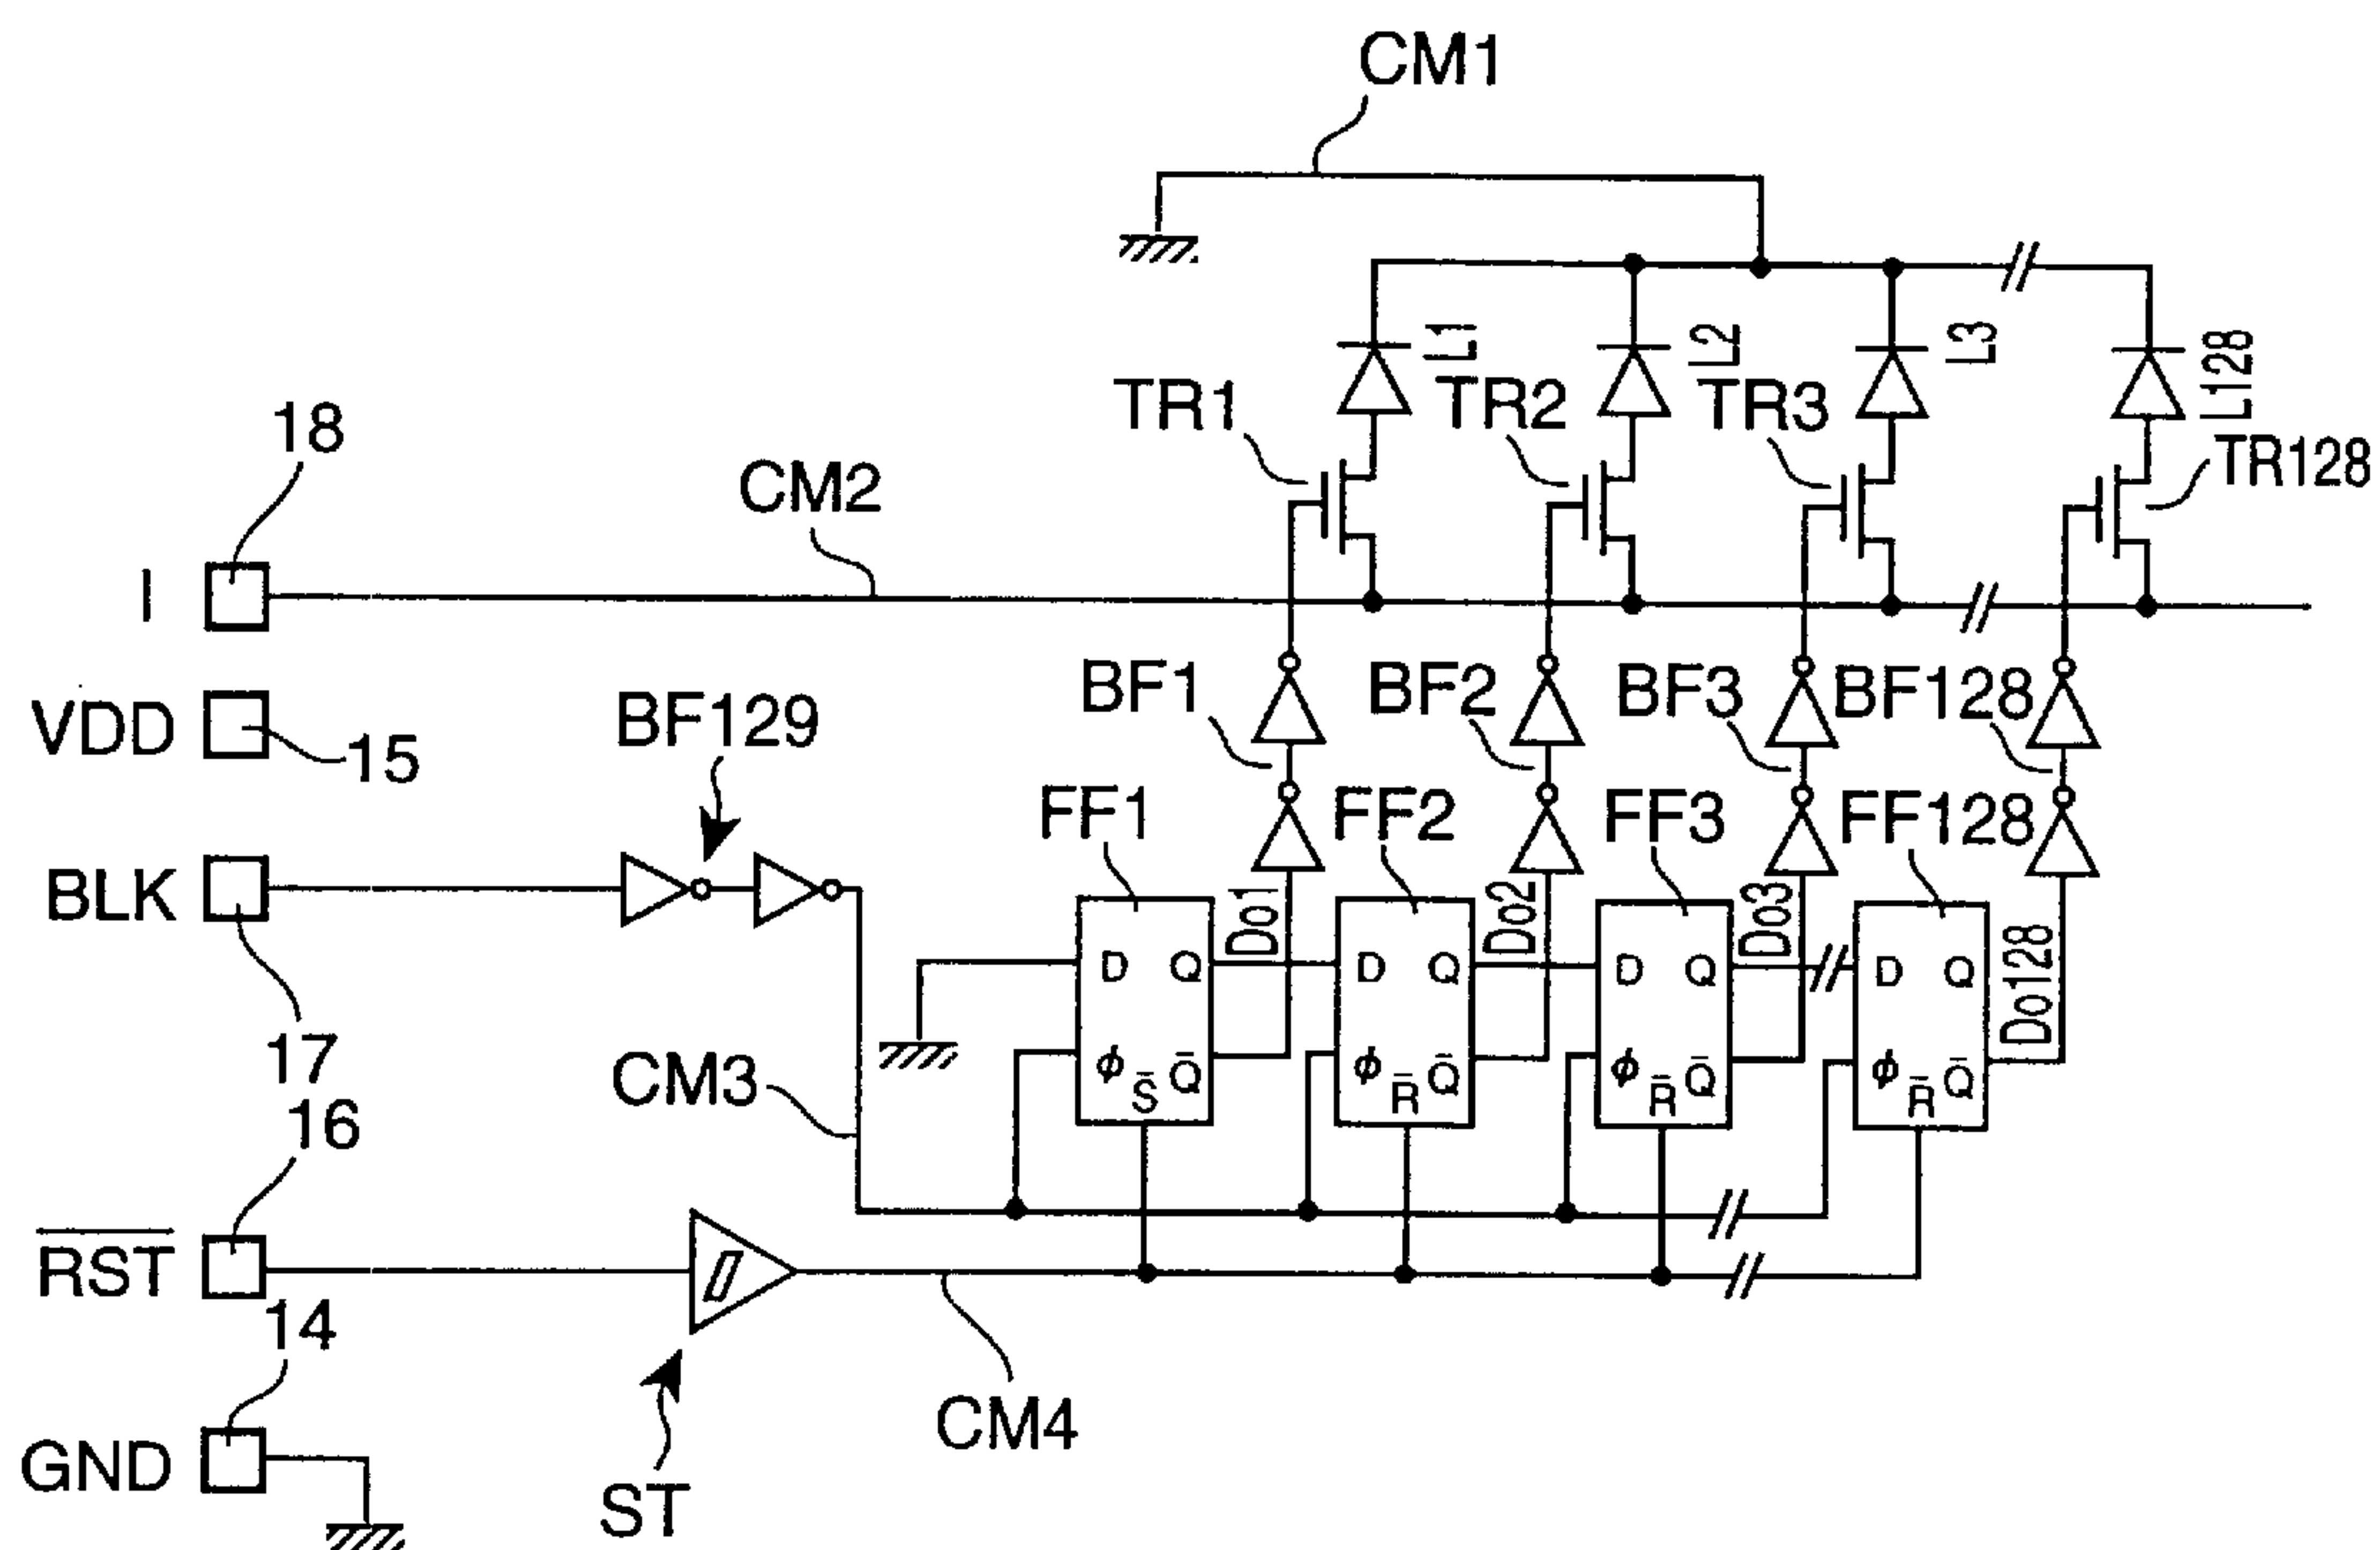 CM1
L1
L2
L3
L128
TR1
TR2
TR3
TR128
18
CM2
I
VDD
15
BF129
BF1
BF2
BF3
BF128
FF1
FF2
FF3
FF128
BLK
17
Do1
Do2
Do3
Do128
D Q
D Q
D Q
D Q
ϕ S̅ Q̅
ϕ R̅ Q̅
ϕ R̅ Q̅
ϕ R̅ Q̅
CM3
16
R̅S̅T̅
14
GND
ST
CM4